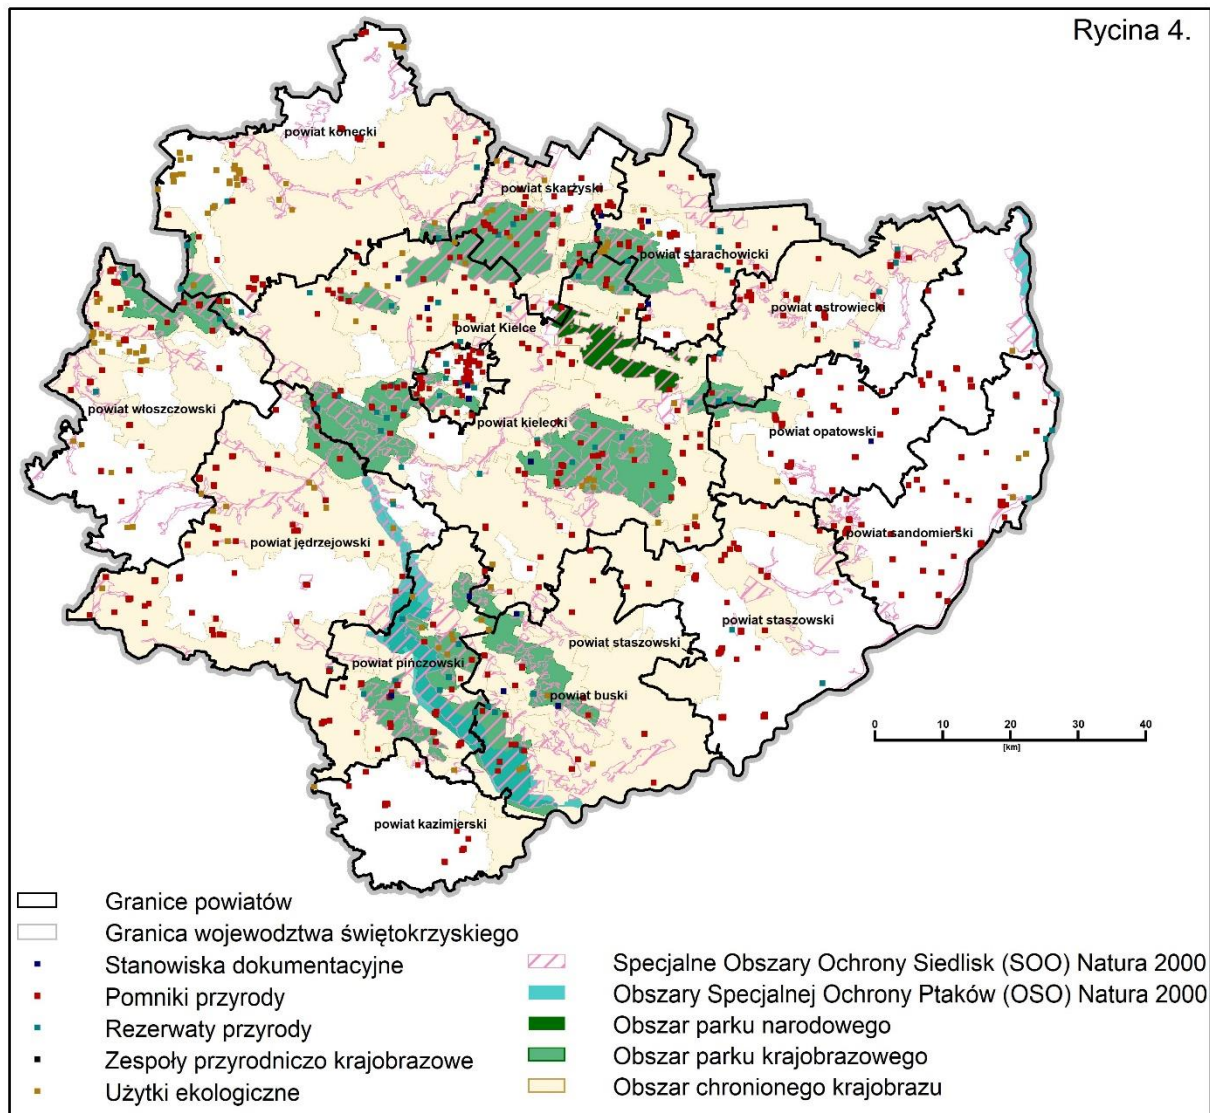 Rycina 4.
powiat konecki
powiat skarżyski
powiat starachowicki
powiat ostrowiecki
powiat Kielce
powiat włoszczowski
powiat kielecki
powiat opatowski
powiat jędrzejowski
powiat sandomierski
powiat staszowski
powiat staszowski
powiat pińczowski
powiat buski
powiat kazimierski
0 10 20 30 40
[km]
Granice powiatów
Granica wojewodztwa świętokrzyskiego
Stanowiska dokumentacyjne
Pomniki przyrody
Rezerwaty przyrody
Zespoły przyrodniczo krajobrazowe
Użytki ekologiczne
Specjalne Obszary Ochrony Siedlisk (SOO) Natura 2000
Obszary Specjalnej Ochrony Ptaków (OSO) Natura 2000
Obszar parku narodowego
Obszar parku krajobrazowego
Obszar chronionego krajobrazu